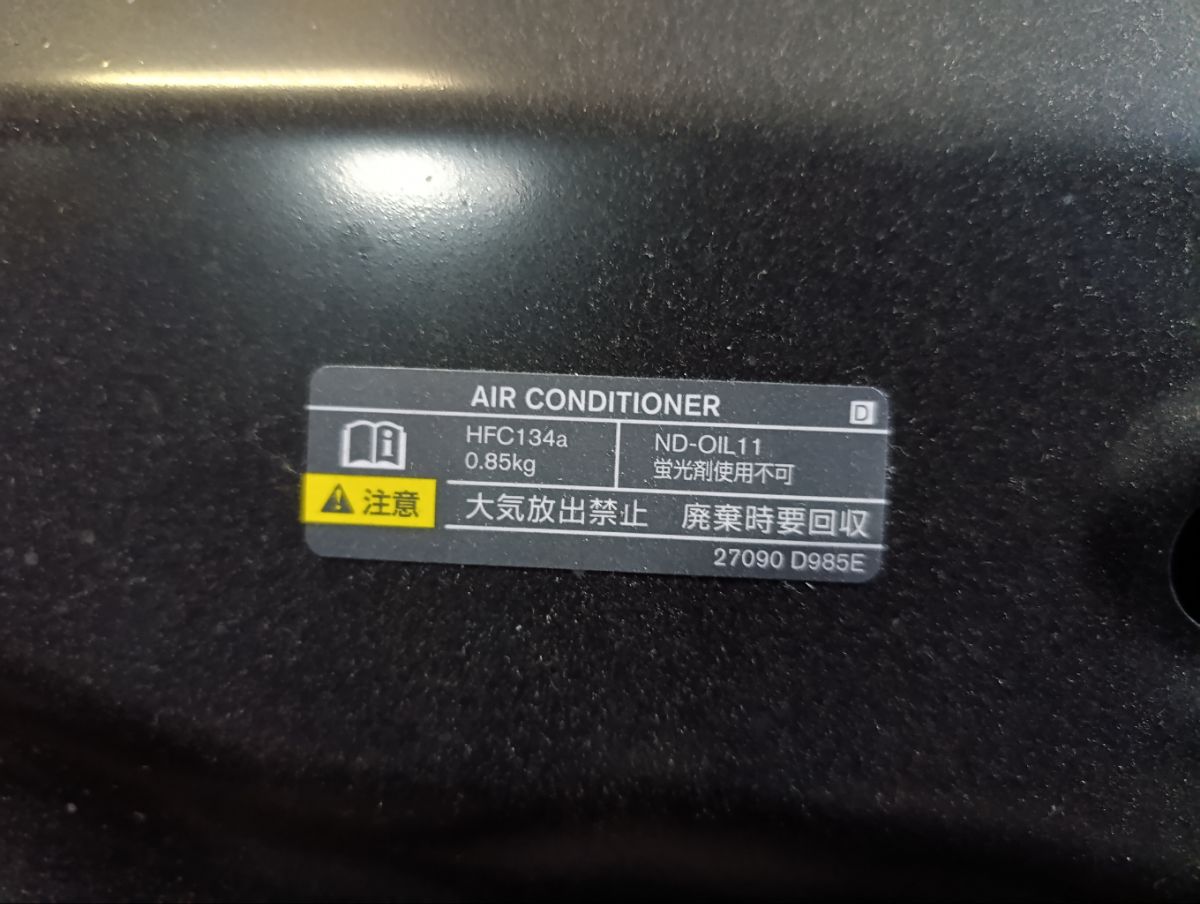 AIR CONDITIONER
D
HFC134a
0.85kg
ND-OIL11
蛍光剤使用不可
注意
大気放出禁止 廃棄時要回収
27090 D985E